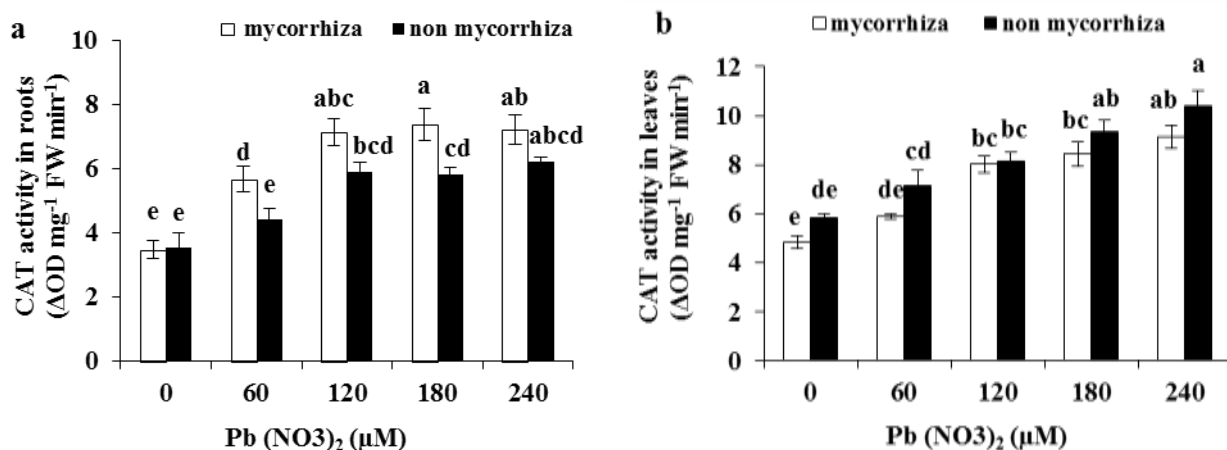 a
mycorrhiza non mycorrhiza
CAT activity in roots
(ΔOD mg⁻¹ FW min⁻¹)
10
8
6
4
2
0
e e d e abc bcd a cd ab abcd
0 60 120 180 240
Pb (NO3)₂ (µM)
b
mycorrhiza non mycorrhiza
CAT activity in leaves
(ΔOD mg⁻¹ FW min⁻¹)
12
10
8
6
4
2
0
e de de cd bc bc bc ab ab a
0 60 120 180 240
Pb (NO3)₂ (µM)